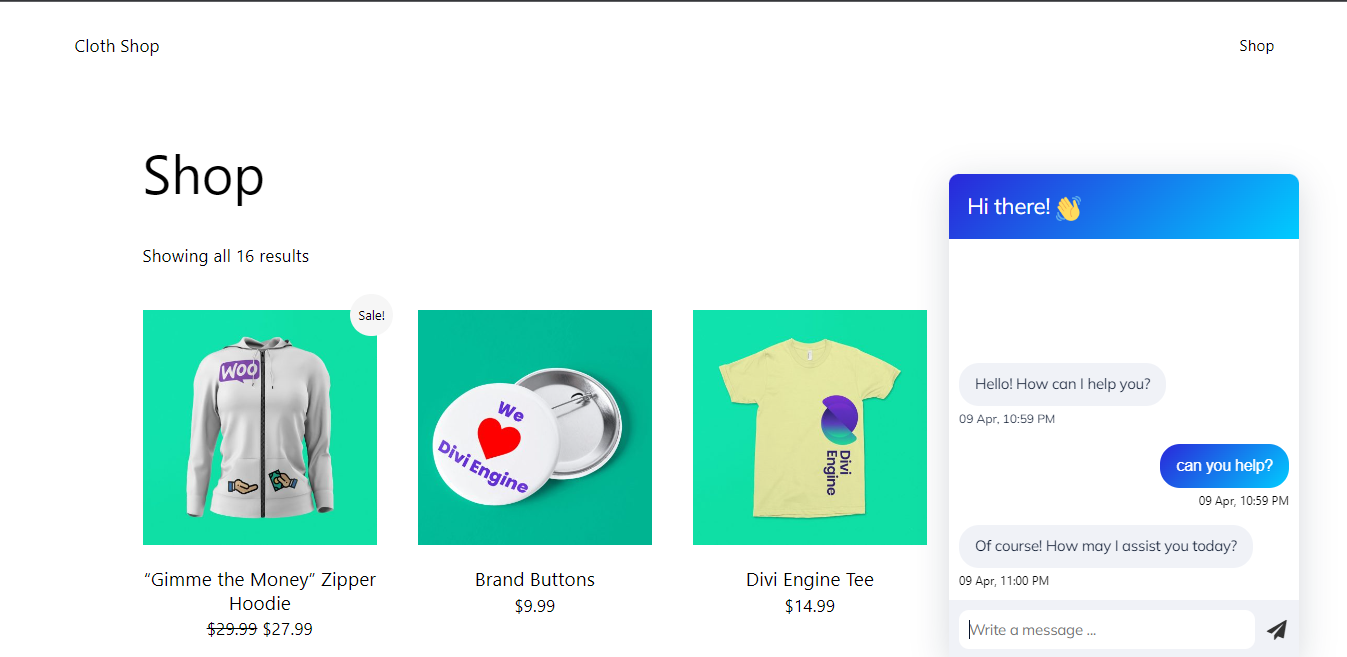 Cloth Shop
Shop
Shop
Showing all 16 results
Sale!
WOO
We
Divi Engine
Divi
Engine
“Gimme the Money” Zipper
Hoodie
$29.99 $27.99
Brand Buttons
$9.99
Divi Engine Tee
$14.99
Hi there! 👋
Hello! How can I help you?
09 Apr, 10:59 PM
can you help?
09 Apr, 10:59 PM
Of course! How may I assist you today?
09 Apr, 11:00 PM
Write a message ...